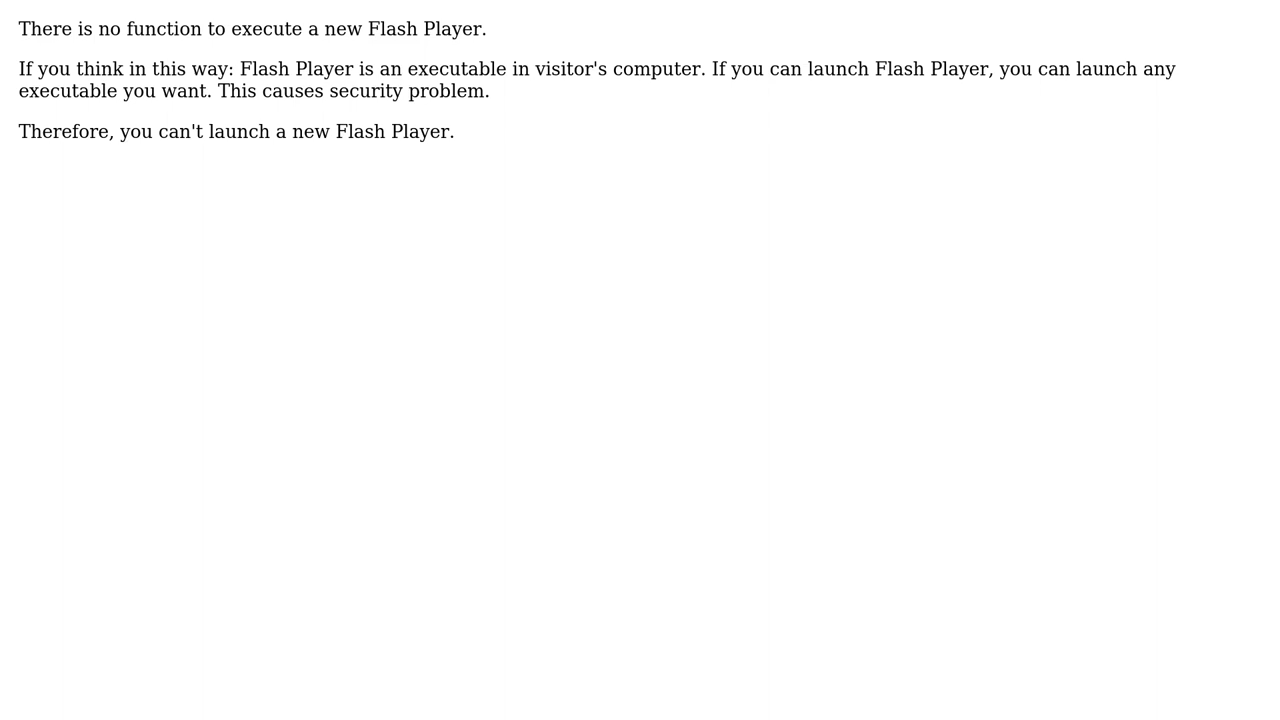 There is no function to execute a new Flash Player.
If you think in this way: Flash Player is an executable in visitor's computer. If you can launch Flash Player, you can launch any
executable you want. This causes security problem.
Therefore, you can't launch a new Flash Player.